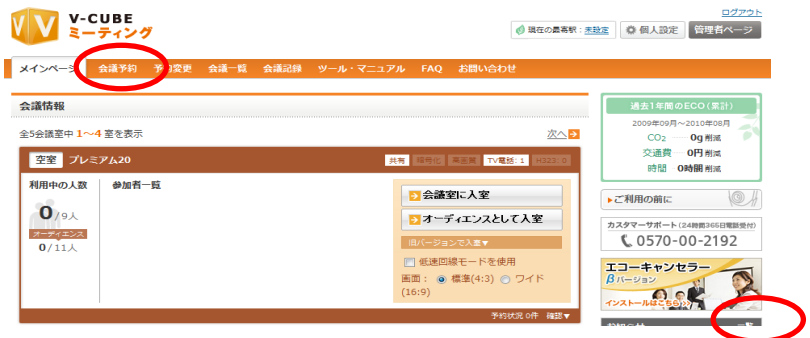 V-CUBE
ミーティング
ログアウト
現在の最寄駅：未設定
個人設定
管理者ページ
メインページ 会議予約 予約変更 会議一覧 会議記録 ツール・マニュアル FAQ お問い合わせ
会議情報
全5会議室中 1～4 室を表示
次へ
空室 プレミアム20
共有 暗号化 高音質 TV電話: 1 H323: 0
利用中の人数
参加者一覧
0/9人
オーディエンス
0/11人
会議室に入室
オーディエンスとして入室
旧バージョンで入室▼
低速回線モードを使用
画面： 標準(4:3) ワイド
(16:9)
予約状況 0件 確認▼
過去1年間のECO(累計)
2009年09月～2010年08月
CO2 0g 削減
交通費 0円 削減
時間 0時間 削減
ご利用の前に
カスタマーサポート(24時間365日電話受付)
0570-00-2192
エコーキャンセラー
βバージョン
インストールはこちら
お知らせ 一覧